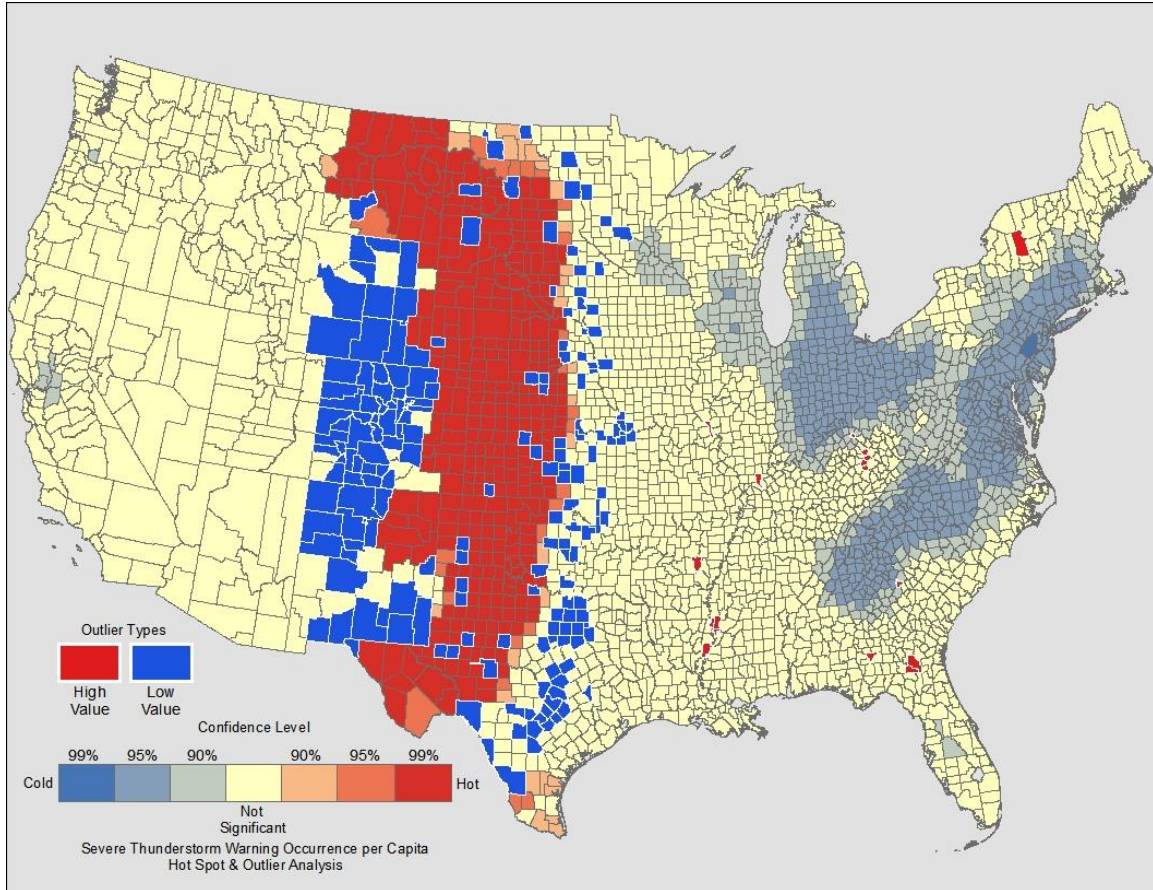 Outlier Types
High Value
Low Value
Confidence Level
99% 95% 90% 90% 95% 99%
Cold
Hot
Not Significant
Severe Thunderstorm Warning Occurrence per Capita
Hot Spot & Outlier Analysis